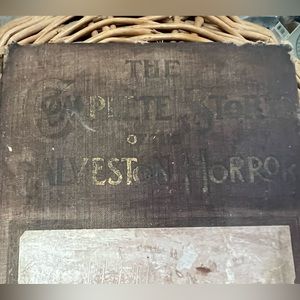 THE
COMPLETE STORY
OF THE
GALVESTON HORROR